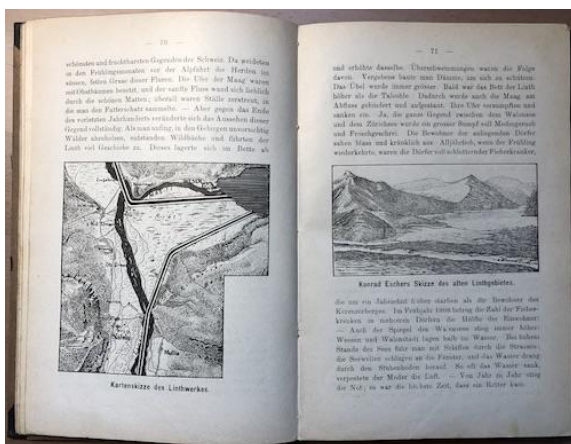 — 70 —
schönsten und fruchtbarsten Gegenden der Schweiz. Da weideten
in den Frühlingsmonaten vor der Alpfahrt die Herden im
süssen, fetten Grase dieser Fluren. Die Ufer der Maag waren
mit Obstbäumen besetzt, und der sanfte Fluss wand sich lieblich
durch die schönen Matten; überall waren Ställe zerstreut, in
die man den Futterschatz sammelte. — Aber gegen das Ende
des vorletzten Jahrhunderts veränderte sich das Aussehen dieser
Gegend vollständig. Als man anfing, in den Gebirgen unvorsichtig
Wälder abzuholzen, entstanden Wildbäche und führten der
Linth viel Geschiebe zu. Dieses lagerte sich im Bette ab
Kartenskizze des Linthwerkes.
— 71 —
und erhöhte dasselbe. Überschwemmungen waren die Folge
davon. Vergebens baute man Dämme, um sich zu schützen.
Das Übel wurde immer grösser. Bald war das Bett der Linth
höher als die Talsohle. Dadurch wurde auch die Maag am
Abfluss gehindert und aufgestaut. Ihre Ufer versumpften und
sanken ein. Ja, die ganze Gegend zwischen dem Walensee
und dem Zürichsee wurde ein grosser Sumpf voll Modergeruch
und Froschgeschrei. Die Bewohner der anliegenden Dörfer
sahen blass und kränklich aus. Alljährlich, wenn der Frühling
wiederkehrte, waren die Dörfer voll schlotternder Fieberkranker,
Konrad Eschers Skizze des alten Linthgebietes.
die um ein Jahrzehnt früher starben als die Bewohner des
Kerenzerberges. Im Frühjahr betrug die Zahl der Fieber-
kranken in mehreren Dörfern die Hälfte der Einwohner.
— Auch der Spiegel des Walensees stieg immer höher.
Weesen und Walenstadt lagen halb im Wasser. Bei hohem
Stande des Sees fuhr man mit Schiffen durch die Strassen;
die Seewellen schlugen an die Fenster, und das Wasser drang
durch den Stubenboden herauf. So oft das Wasser sank,
verpestete der Moder die Luft. — Von Jahr zu Jahr stieg
die Not; es war die höchste Zeit, dass ein Retter kam.